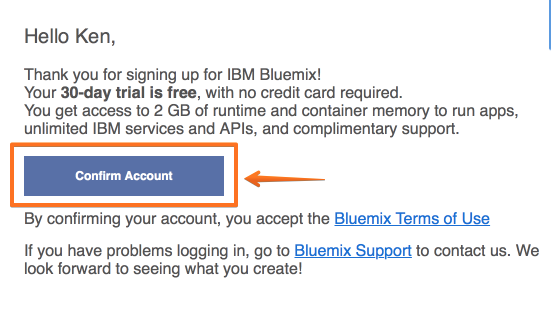 Hello Ken,
Thank you for signing up for IBM Bluemix!
Your 30-day trial is free, with no credit card required.
You get access to 2 GB of runtime and container memory to run apps,
unlimited IBM services and APIs, and complimentary support.
Confirm Account
By confirming your account, you accept the Bluemix Terms of Use
If you have problems logging in, go to Bluemix Support to contact us. We
look forward to seeing what you create!